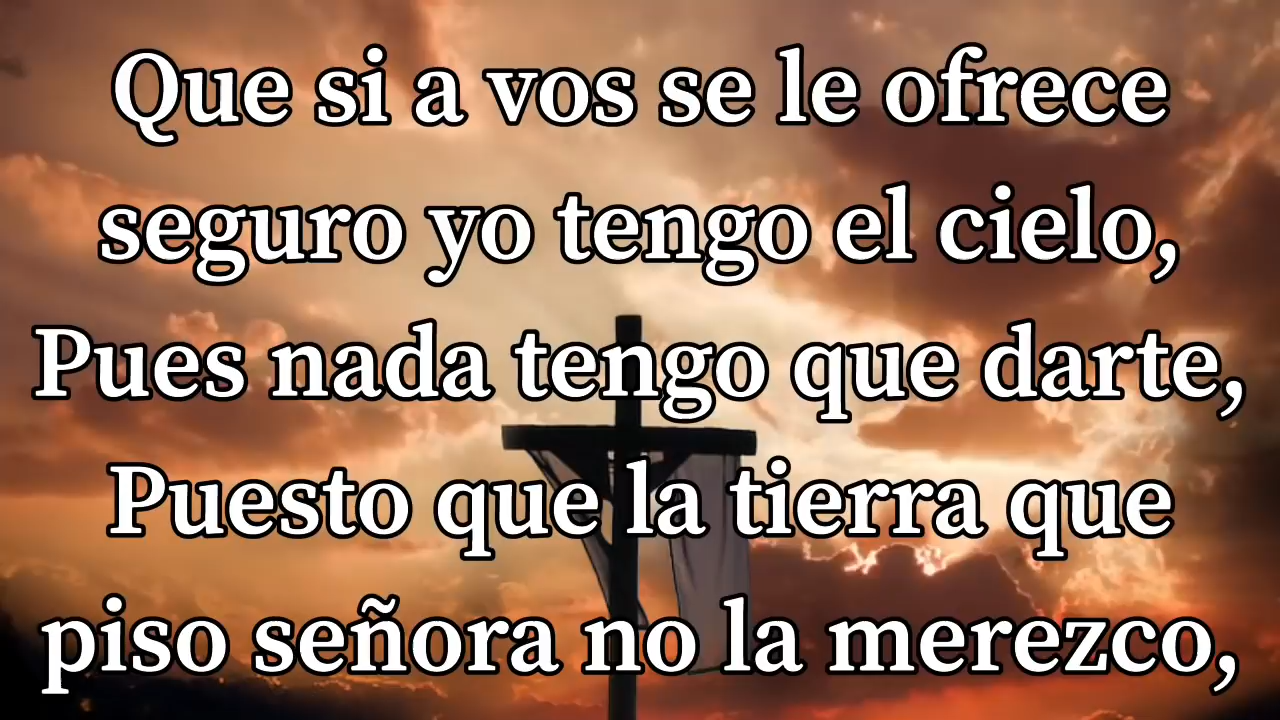 Que si a vos se le ofrece
seguro yo tengo el cielo,
Pues nada tengo que darte,
Puesto que la tierra que
piso señora no la merezco,